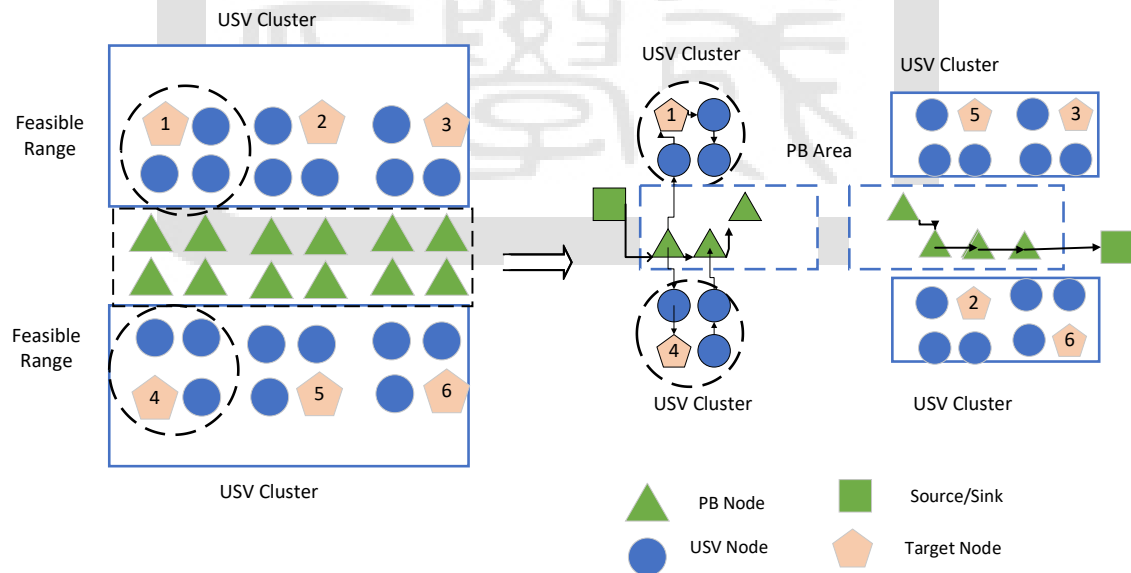 USV Cluster
Feasible
Range
1
2
3
Feasible
Range
4
5
6
USV Cluster
USV Cluster
1
PB Area
4
USV Cluster
USV Cluster
5
3
2
6
USV Cluster
PB Node
Source/Sink
USV Node
Target Node